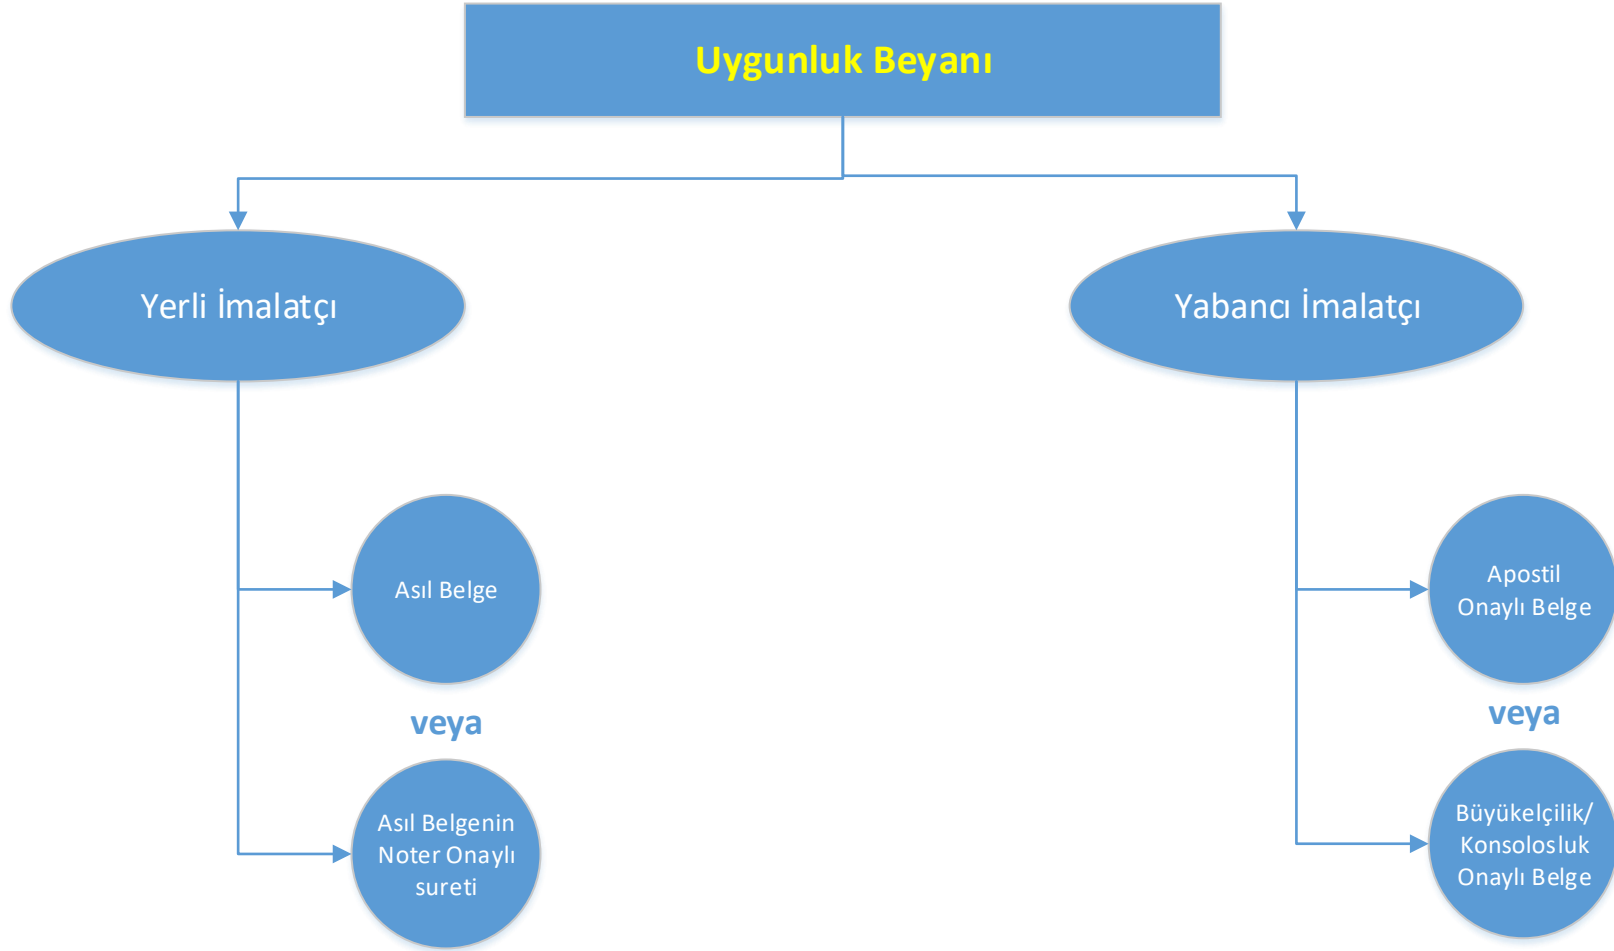 Uygunluk Beyanı
Yerli İmalatçı
Yabancı İmalatçı
Asıl Belge
veya
Asıl Belgenin
Noter Onaylı
sureti
Apostil
Onaylı Belge
veya
Büyükelçilik/
Konsolosluk
Onaylı Belge